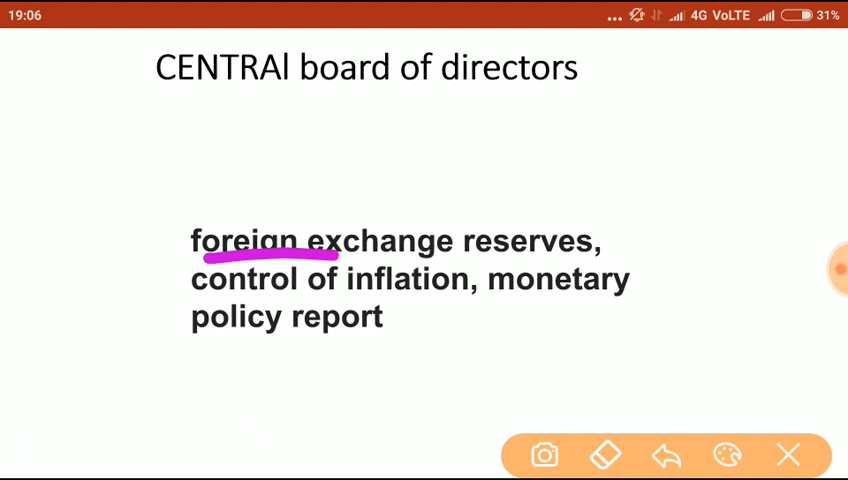 19:06
... 4G VoLTE 31%
CENTRAl board of directors
foreign exchange reserves,
control of inflation, monetary
policy report